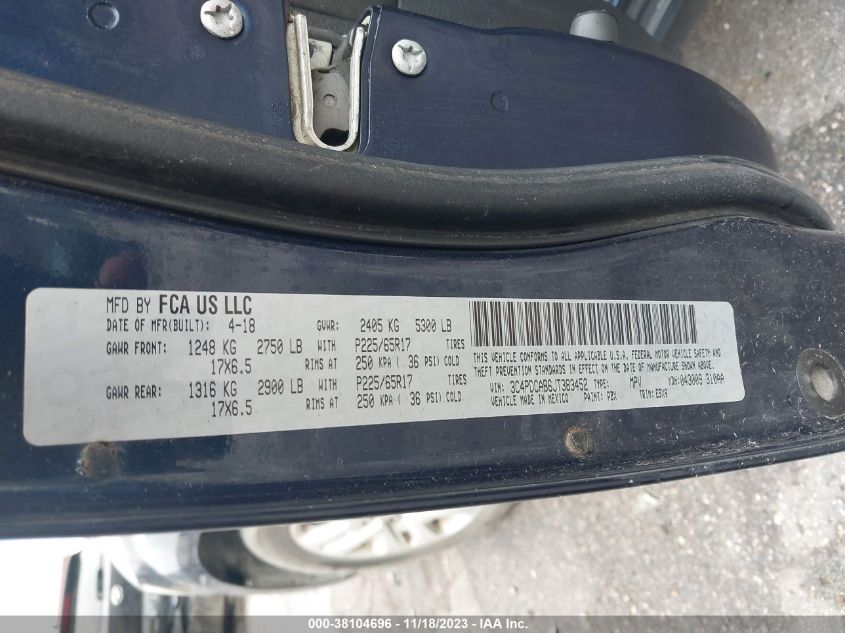 MFD BY FCA US LLC
DATE OF MFR(BUILT): 4-18 GVWR: 2405 KG 5300 LB
GAWR FRONT: 1248 KG 2750 LB WITH P225/65R17 TIRES
17X6.5 RIMS AT 250 KPA ( 36 PSI) COLD
GAWR REAR: 1316 KG 2900 LB WITH P225/65R17 TIRES
17X6.5 RIMS AT 250 KPA ( 36 PSI) COLD
THIS VEHICLE CONFORMS TO ALL APPLICABLE U.S.A. FEDERAL MOTOR VEHICLE SAFETY AND
THEFT PREVENTION STANDARDS IN EFFECT ON THE DATE OF MANUFACTURE SHOWN ABOVE.
VIN: 3C4PDCAB6JT383452 TYPE: MPV MDH: 043009 310AA
VEHICLE MADE IN MEXICO PAINT: PBX TRIM: E5X9
000-38104696 - 11/18/2023 - IAA Inc.